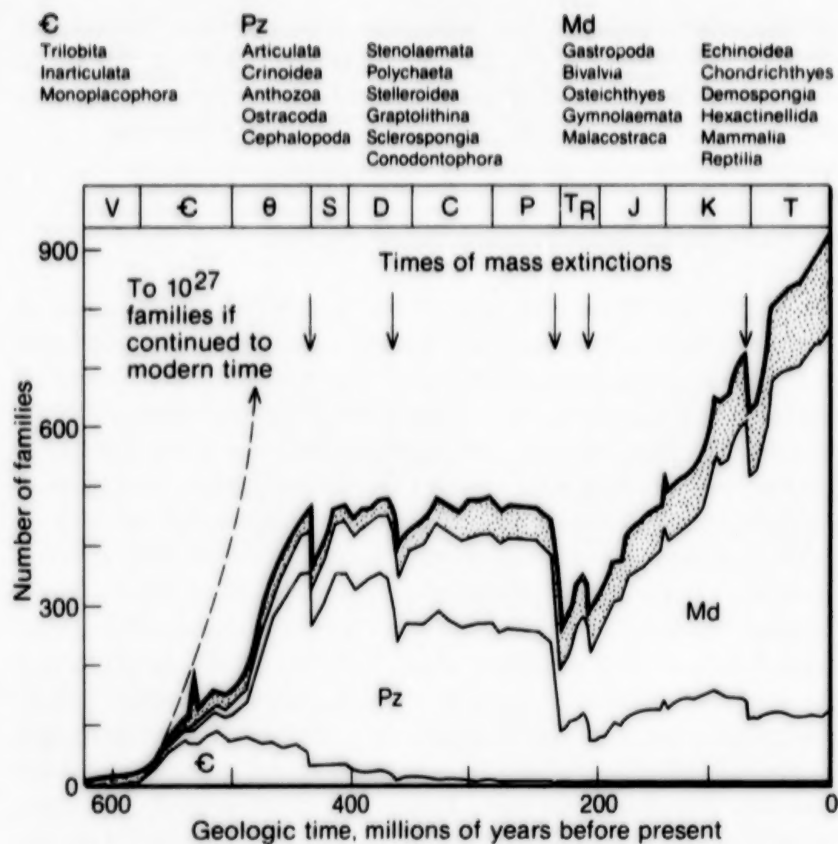 Є
Trilobita
Inarticulata
Monoplacophora
Pz
Articulata
Crinoidea
Anthozoa
Ostracoda
Cephalopoda
Stenolaemata
Polychaeta
Stelleroidea
Graptolithina
Sclerospongia
Conodontophora
Md
Gastropoda
Bivalvia
Osteichthyes
Gymnolaemata
Malacostraca
Echinoidea
Chondrichthyes
Demospongia
Hexactinellida
Mammalia
Reptilia
V Є θ S D C P TR J K T
900
600
300
0
Number of families
To 10²⁷
families if
continued to
modern time
Times of mass extinctions
Є
Pz
Md
600 400 200 0
Geologic time, millions of years before present